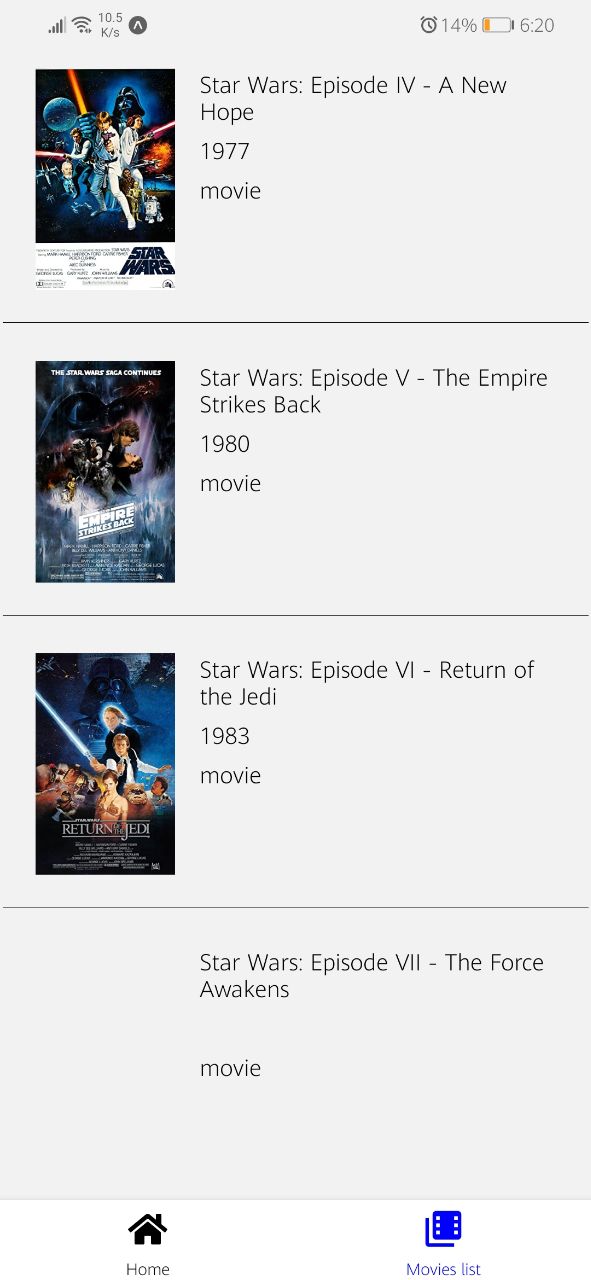 10.5
K/s
14%
6:20
Star Wars: Episode IV - A New
Hope
1977
movie
STAR
WARS
Star Wars: Episode V - The Empire
Strikes Back
1980
movie
THE STAR WARS SAGA CONTINUES
EMPIRE
STRIKES BACK
Star Wars: Episode VI - Return of
the Jedi
1983
movie
STAR WARS
RETURN OF THE JEDI
Star Wars: Episode VII - The Force
Awakens
movie
Home
Movies list